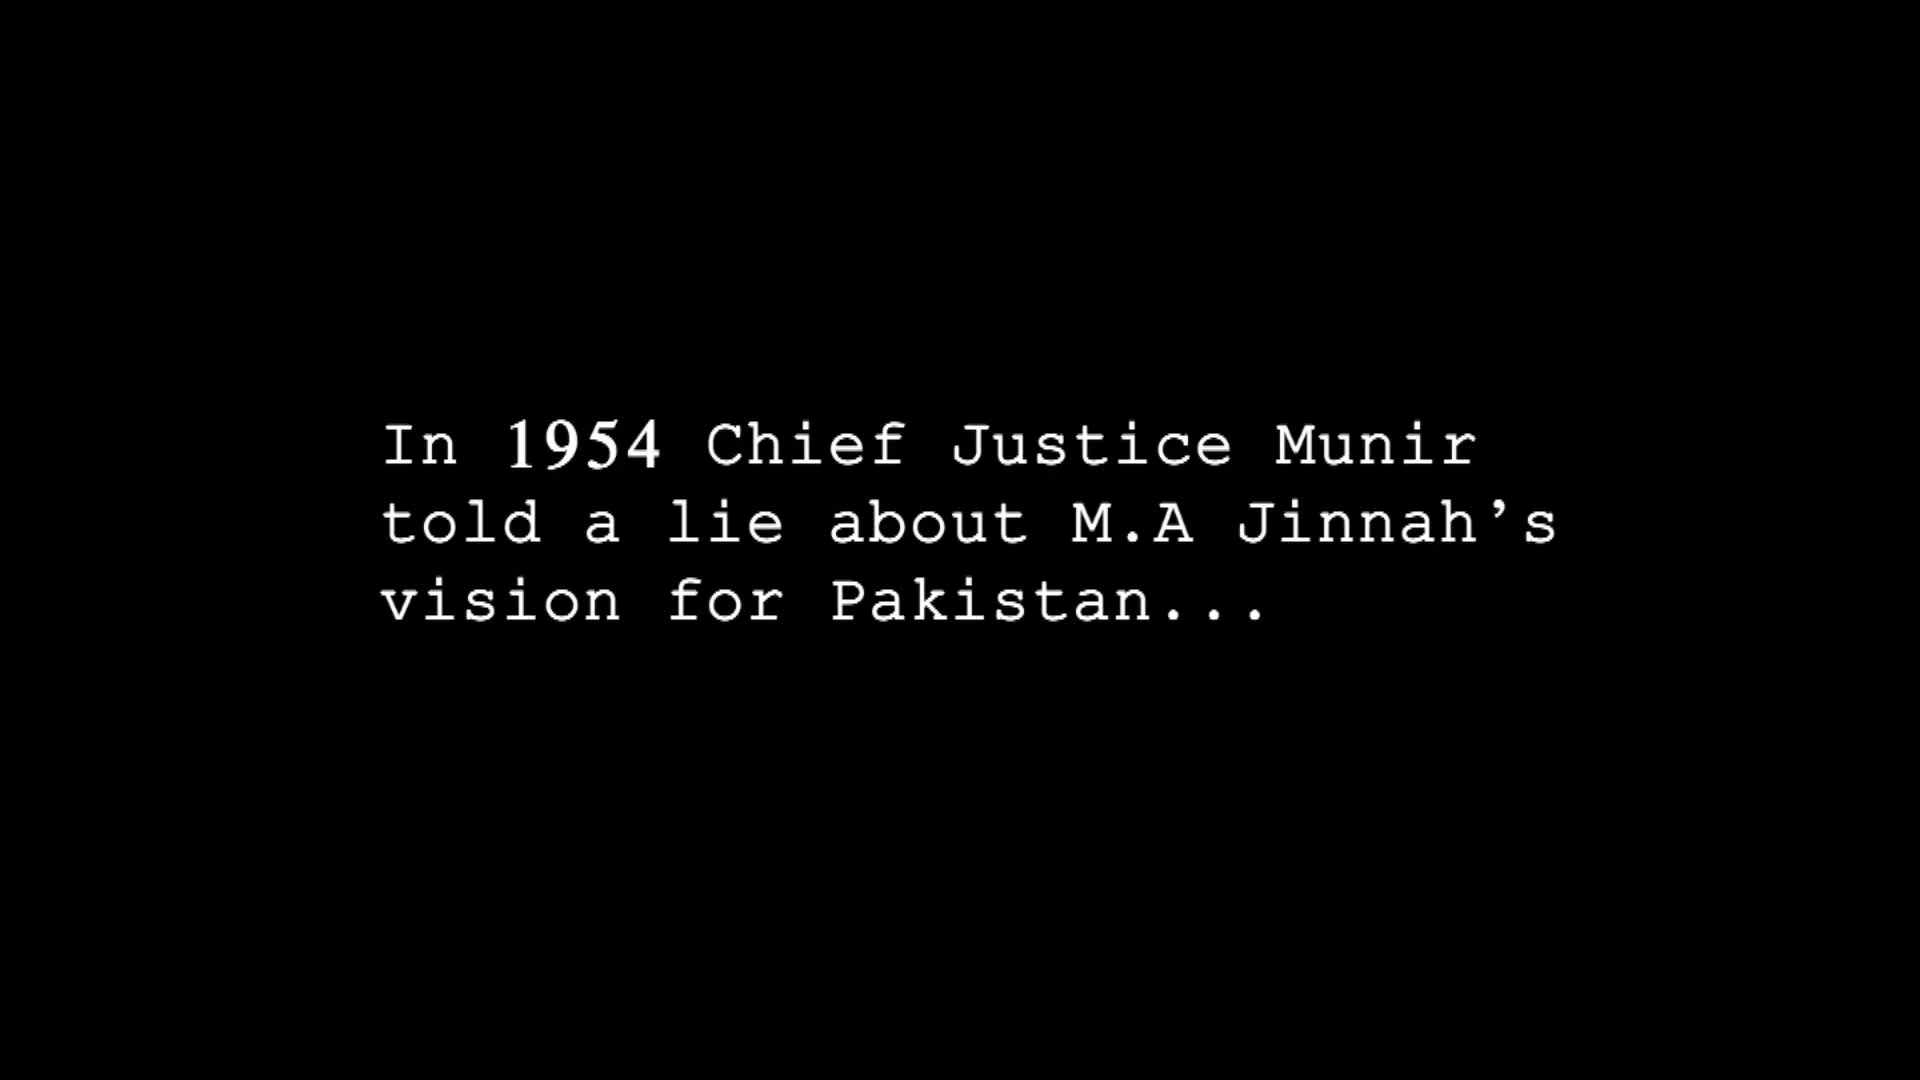 In 1954 Chief Justice Munir
told a lie about M.A Jinnah’s
vision for Pakistan...